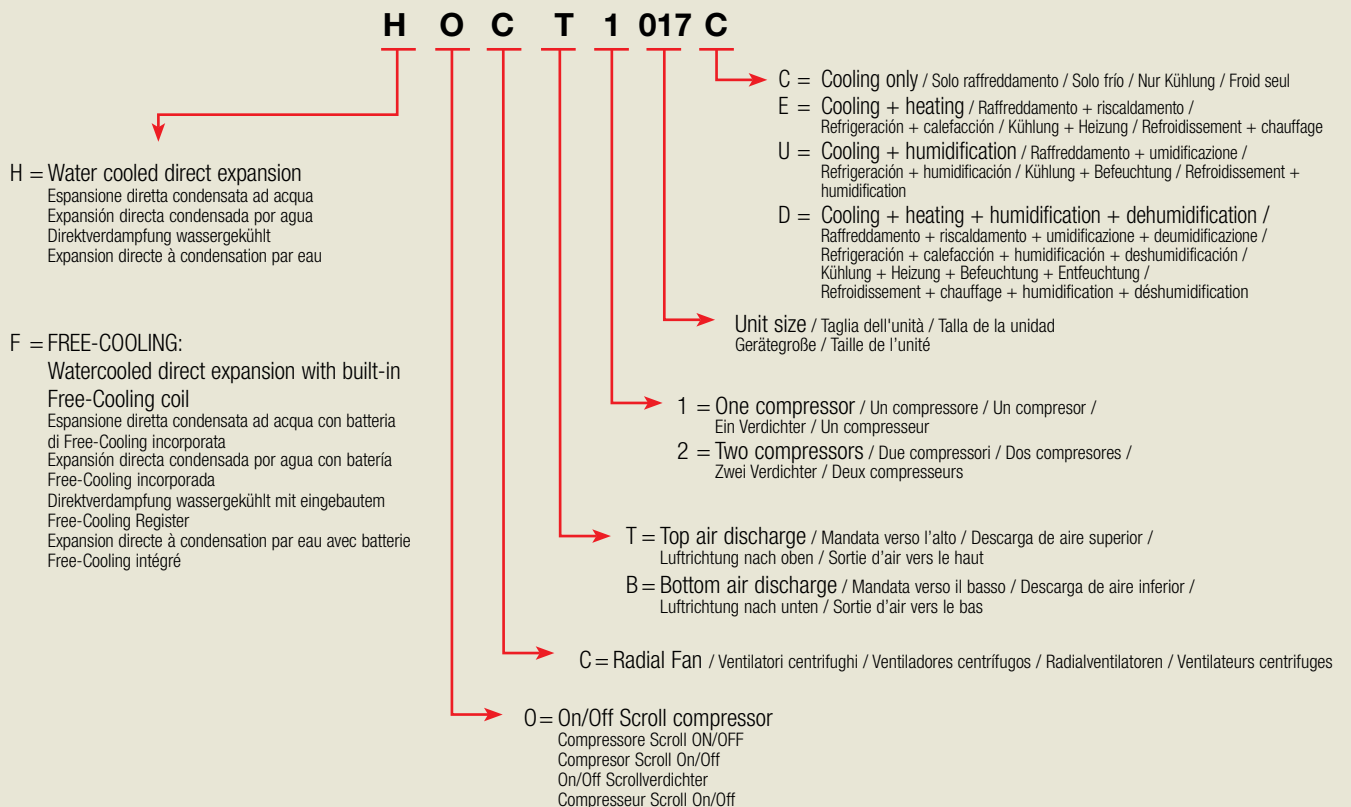 H O C T 1 017 C
C = Cooling only / Solo raffreddamento / Solo frío / Nur Kühlung / Froid seul
E = Cooling + heating / Raffreddamento + riscaldamento /
Refrigeración + calefacción / Kühlung + Heizung / Refroidissement + chauffage
U = Cooling + humidification / Raffreddamento + umidificazione /
Refrigeración + humidificación / Kühlung + Befeuchtung / Refroidissement +
humidification
D = Cooling + heating + humidification + dehumidification /
Raffreddamento + riscaldamento + umidificazione + deumidificazione /
Refrigeración + calefacción + humidificación + deshumidificación /
Kühlung + Heizung + Befeuchtung + Entfeuchtung /
Refroidissement + chauffage + humidification + déshumidification
H = Water cooled direct expansion
Espansione diretta condensata ad acqua
Expansión directa condensada por agua
Direktverdampfung wassergekühlt
Expansion directe à condensation par eau
Unit size / Taglia dell'unità / Talla de la unidad
Gerätegroße / Taille de l'unité
F = FREE-COOLING:
Watercooled direct expansion with built-in
Free-Cooling coil
Espansione diretta condensata ad acqua con batteria
di Free-Cooling incorporata
Expansión directa condensada por agua con batería
Free-Cooling incorporada
Direktverdampfung wassergekühlt mit eingebautem
Free-Cooling Register
Expansion directe à condensation par eau avec batterie
Free-Cooling intégré
1 = One compressor / Un compressore / Un compresor /
Ein Verdichter / Un compresseur
2 = Two compressors / Due compressori / Dos compresores /
Zwei Verdichter / Deux compresseurs
T = Top air discharge / Mandata verso l'alto / Descarga de aire superior /
Luftrichtung nach oben / Sortie d'air vers le haut
B = Bottom air discharge / Mandata verso il basso / Descarga de aire inferior /
Luftrichtung nach unten / Sortie d'air vers le bas
C = Radial Fan / Ventilatori centrifughi / Ventiladores centrífugos / Radialventilatoren / Ventilateurs centrifuges
O = On/Off Scroll compressor
Compressore Scroll ON/OFF
Compresor Scroll On/Off
On/Off Scrollverdichter
Compresseur Scroll On/Off